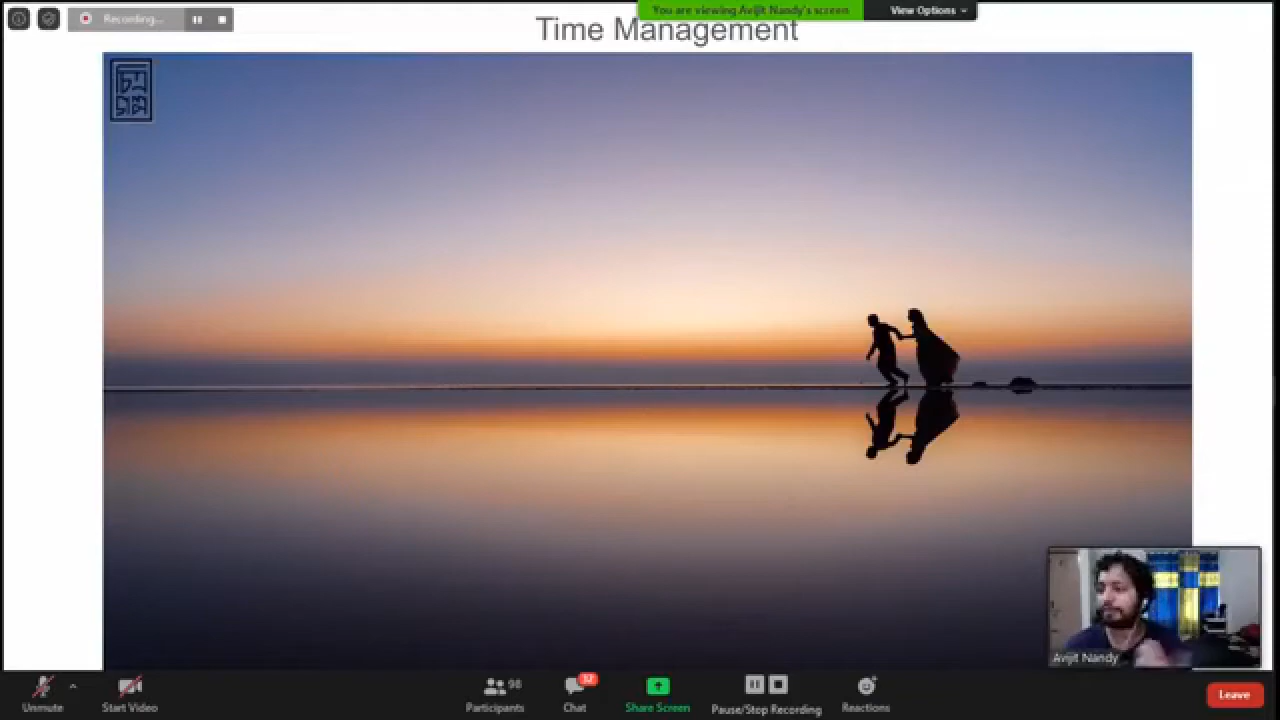 Recording...
You are viewing Avijit Nandy's screen
View Options
Time Management
Avijit Nandy
Unmute
Start Video
98
Participants
32
Chat
Share Screen
Pause/Stop Recording
Reactions
Leave